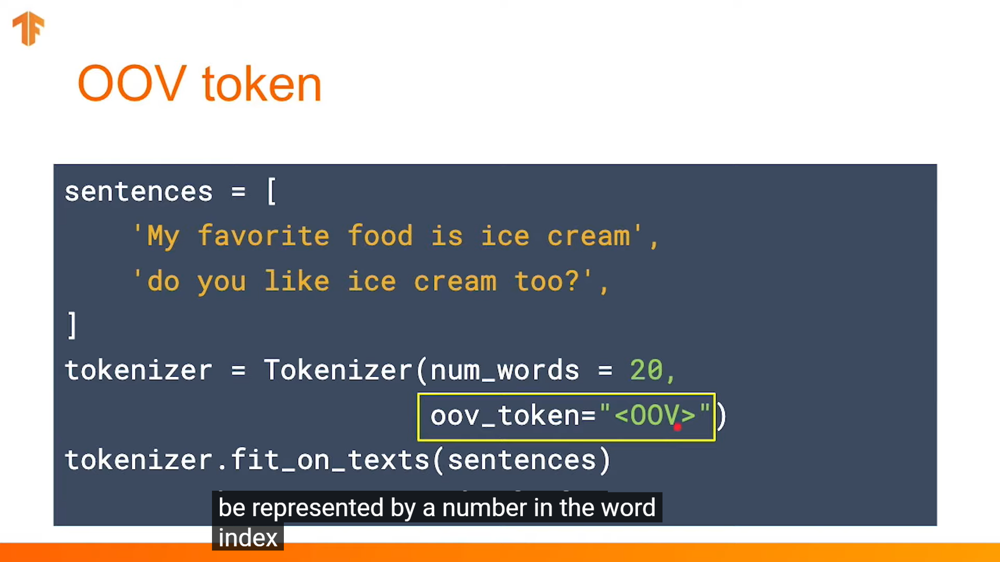 OOV token
sentences = [
'My favorite food is ice cream',
'do you like ice cream too?',
]
tokenizer = Tokenizer(num_words = 20,
oov_token="<OOV>")
tokenizer.fit_on_texts(sentences)
be represented by a number in the word
index